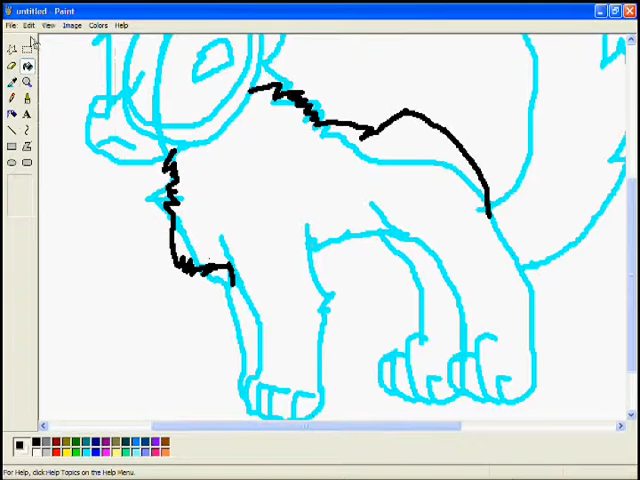 untitled - Paint
File Edit View Image Colors Help
A
For Help, click Help Topics on the Help Menu.